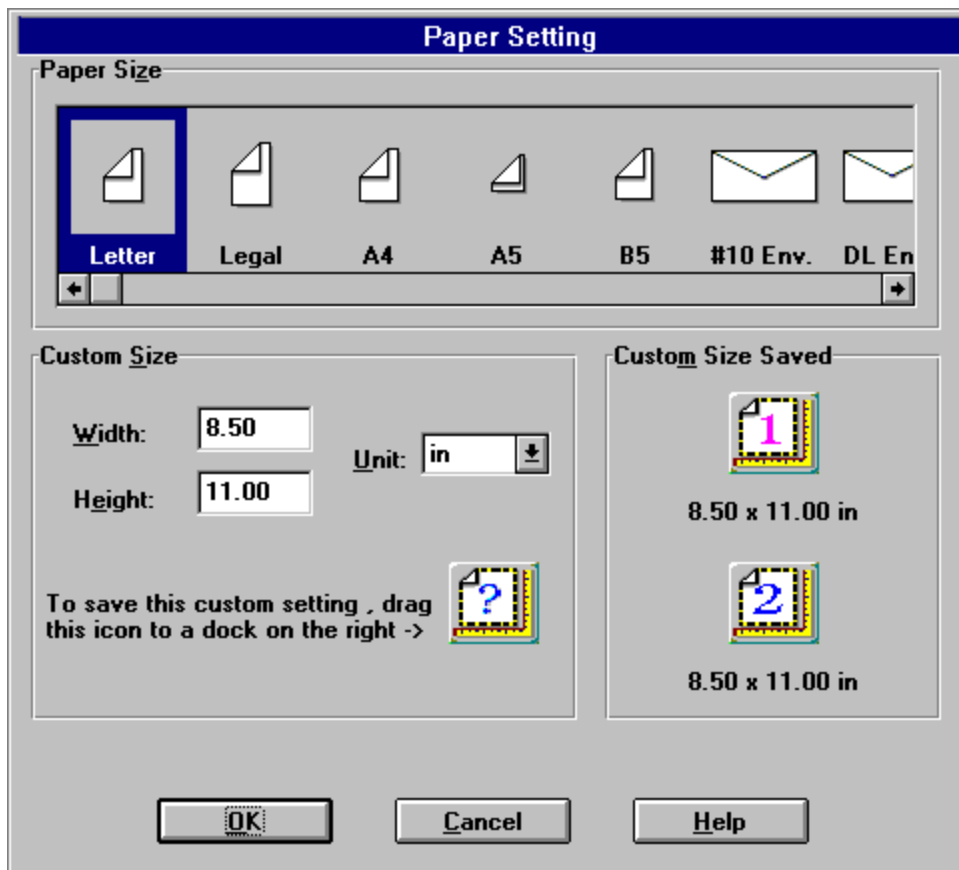 Paper Setting
Paper Size
Letter Legal A4 A5 B5 #10 Env. DL En
Custom Size
Width: 8.50
Unit: in
Height: 11.00
To save this custom setting , drag
this icon to a dock on the right ->
?
Custom Size Saved
1
8.50 x 11.00 in
2
8.50 x 11.00 in
OK Cancel Help